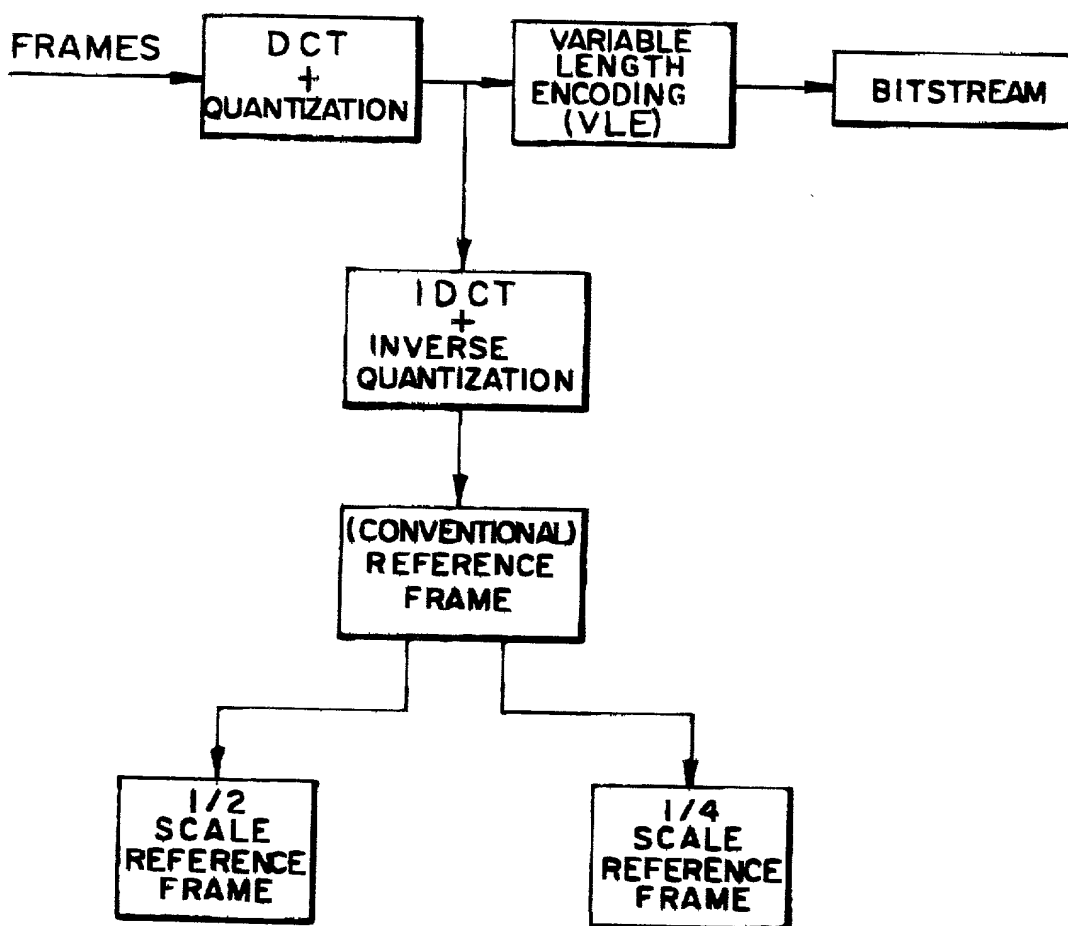 FRAMES
DCT
+
QUANTIZATION
VARIABLE
LENGTH
ENCODING
(VLE)
BITSTREAM
IDCT
+
INVERSE
QUANTIZATION
(CONVENTIONAL)
REFERENCE
FRAME
1/2
SCALE
REFERENCE
FRAME
1/4
SCALE
REFERENCE
FRAME